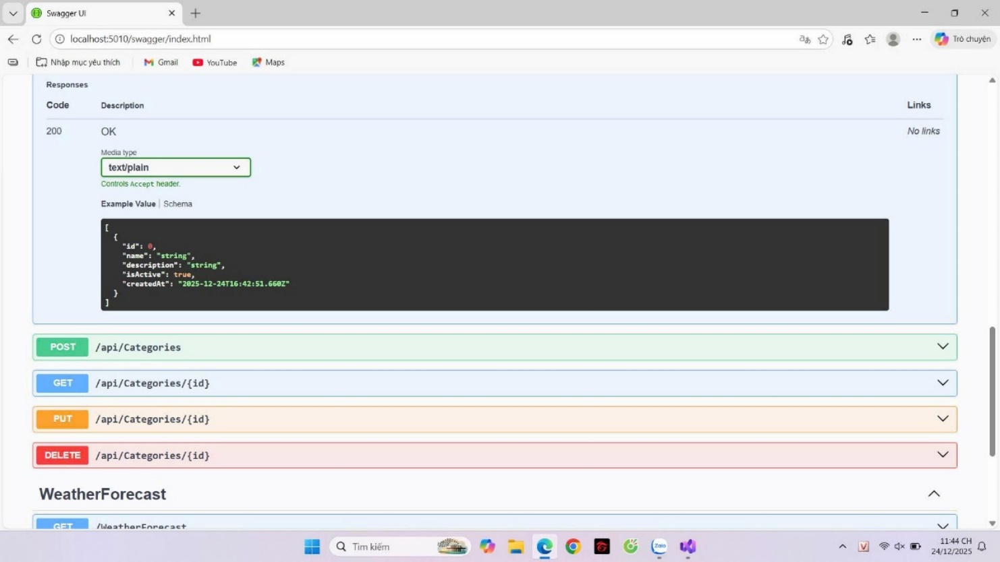 Swagger UI
localhost:5010/swagger/index.html
Trò chuyện
Nhập mục yêu thích
Gmail
YouTube
Maps
Responses
Code Description Links
200 OK No links
Media type
text/plain
Controls Accept header.
Example Value | Schema
[
{
"id": 0,
"name": "string",
"description": "string",
"isActive": true,
"createdAt": "2025-12-24T16:42:51.660Z"
}
]
POST /api/Categories
GET /api/Categories/{id}
PUT /api/Categories/{id}
DELETE /api/Categories/{id}
WeatherForecast
GET /WeatherForecast
Tìm kiếm
Zalo
V
11:44 CH
24/12/2025